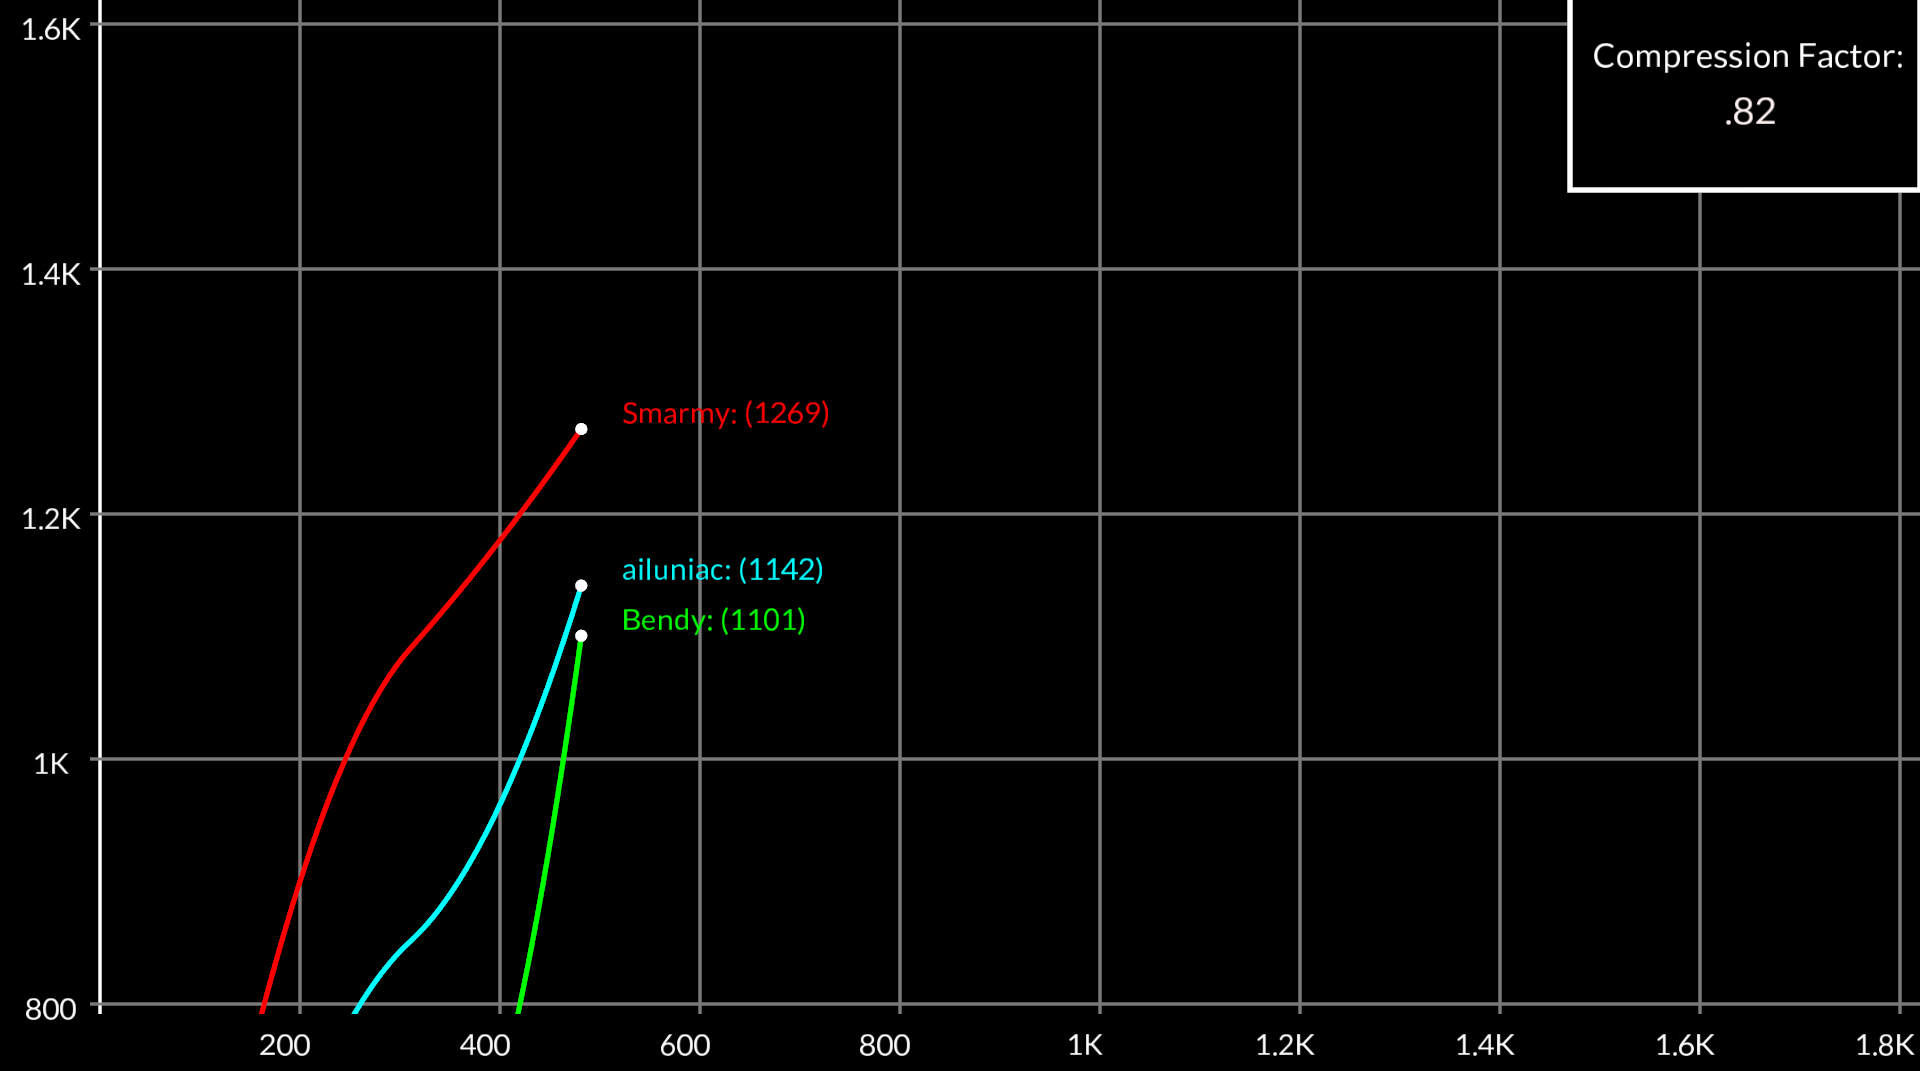 1.6K
Compression Factor:
.82
1.4K
Smarmy: (1269)
1.2K
ailuniac: (1142)
Bendy: (1101)
1K
800
200 400 600 800 1K 1.2K 1.4K 1.6K 1.8K